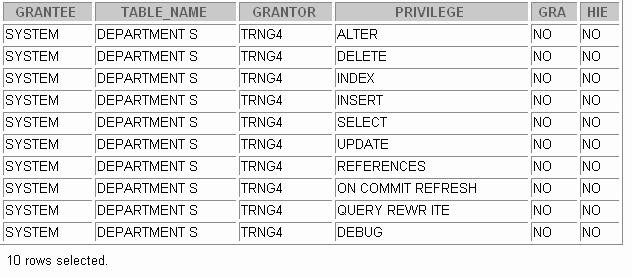 GRANTEE TABLE_NAME GRANTOR PRIVILEGE GRA HIE
SYSTEM DEPARTMENT S TRNG4 ALTER NO NO
SYSTEM DEPARTMENT S TRNG4 DELETE NO NO
SYSTEM DEPARTMENT S TRNG4 INDEX NO NO
SYSTEM DEPARTMENT S TRNG4 INSERT NO NO
SYSTEM DEPARTMENT S TRNG4 SELECT NO NO
SYSTEM DEPARTMENT S TRNG4 UPDATE NO NO
SYSTEM DEPARTMENT S TRNG4 REFERENCES NO NO
SYSTEM DEPARTMENT S TRNG4 ON COMMIT REFRESH NO NO
SYSTEM DEPARTMENT S TRNG4 QUERY REWR ITE NO NO
SYSTEM DEPARTMENT S TRNG4 DEBUG NO NO
10 rows selected.